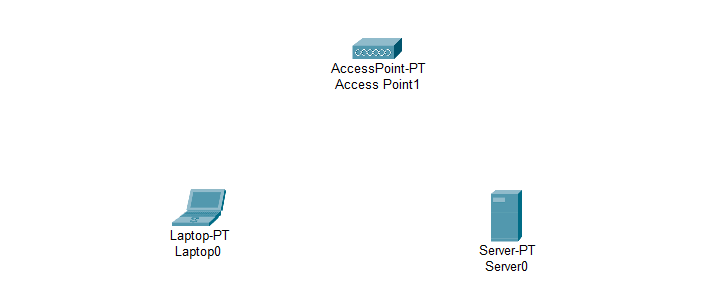 AccessPoint-PT
Access Point1
Laptop-PT
Laptop0
Server-PT
Server0